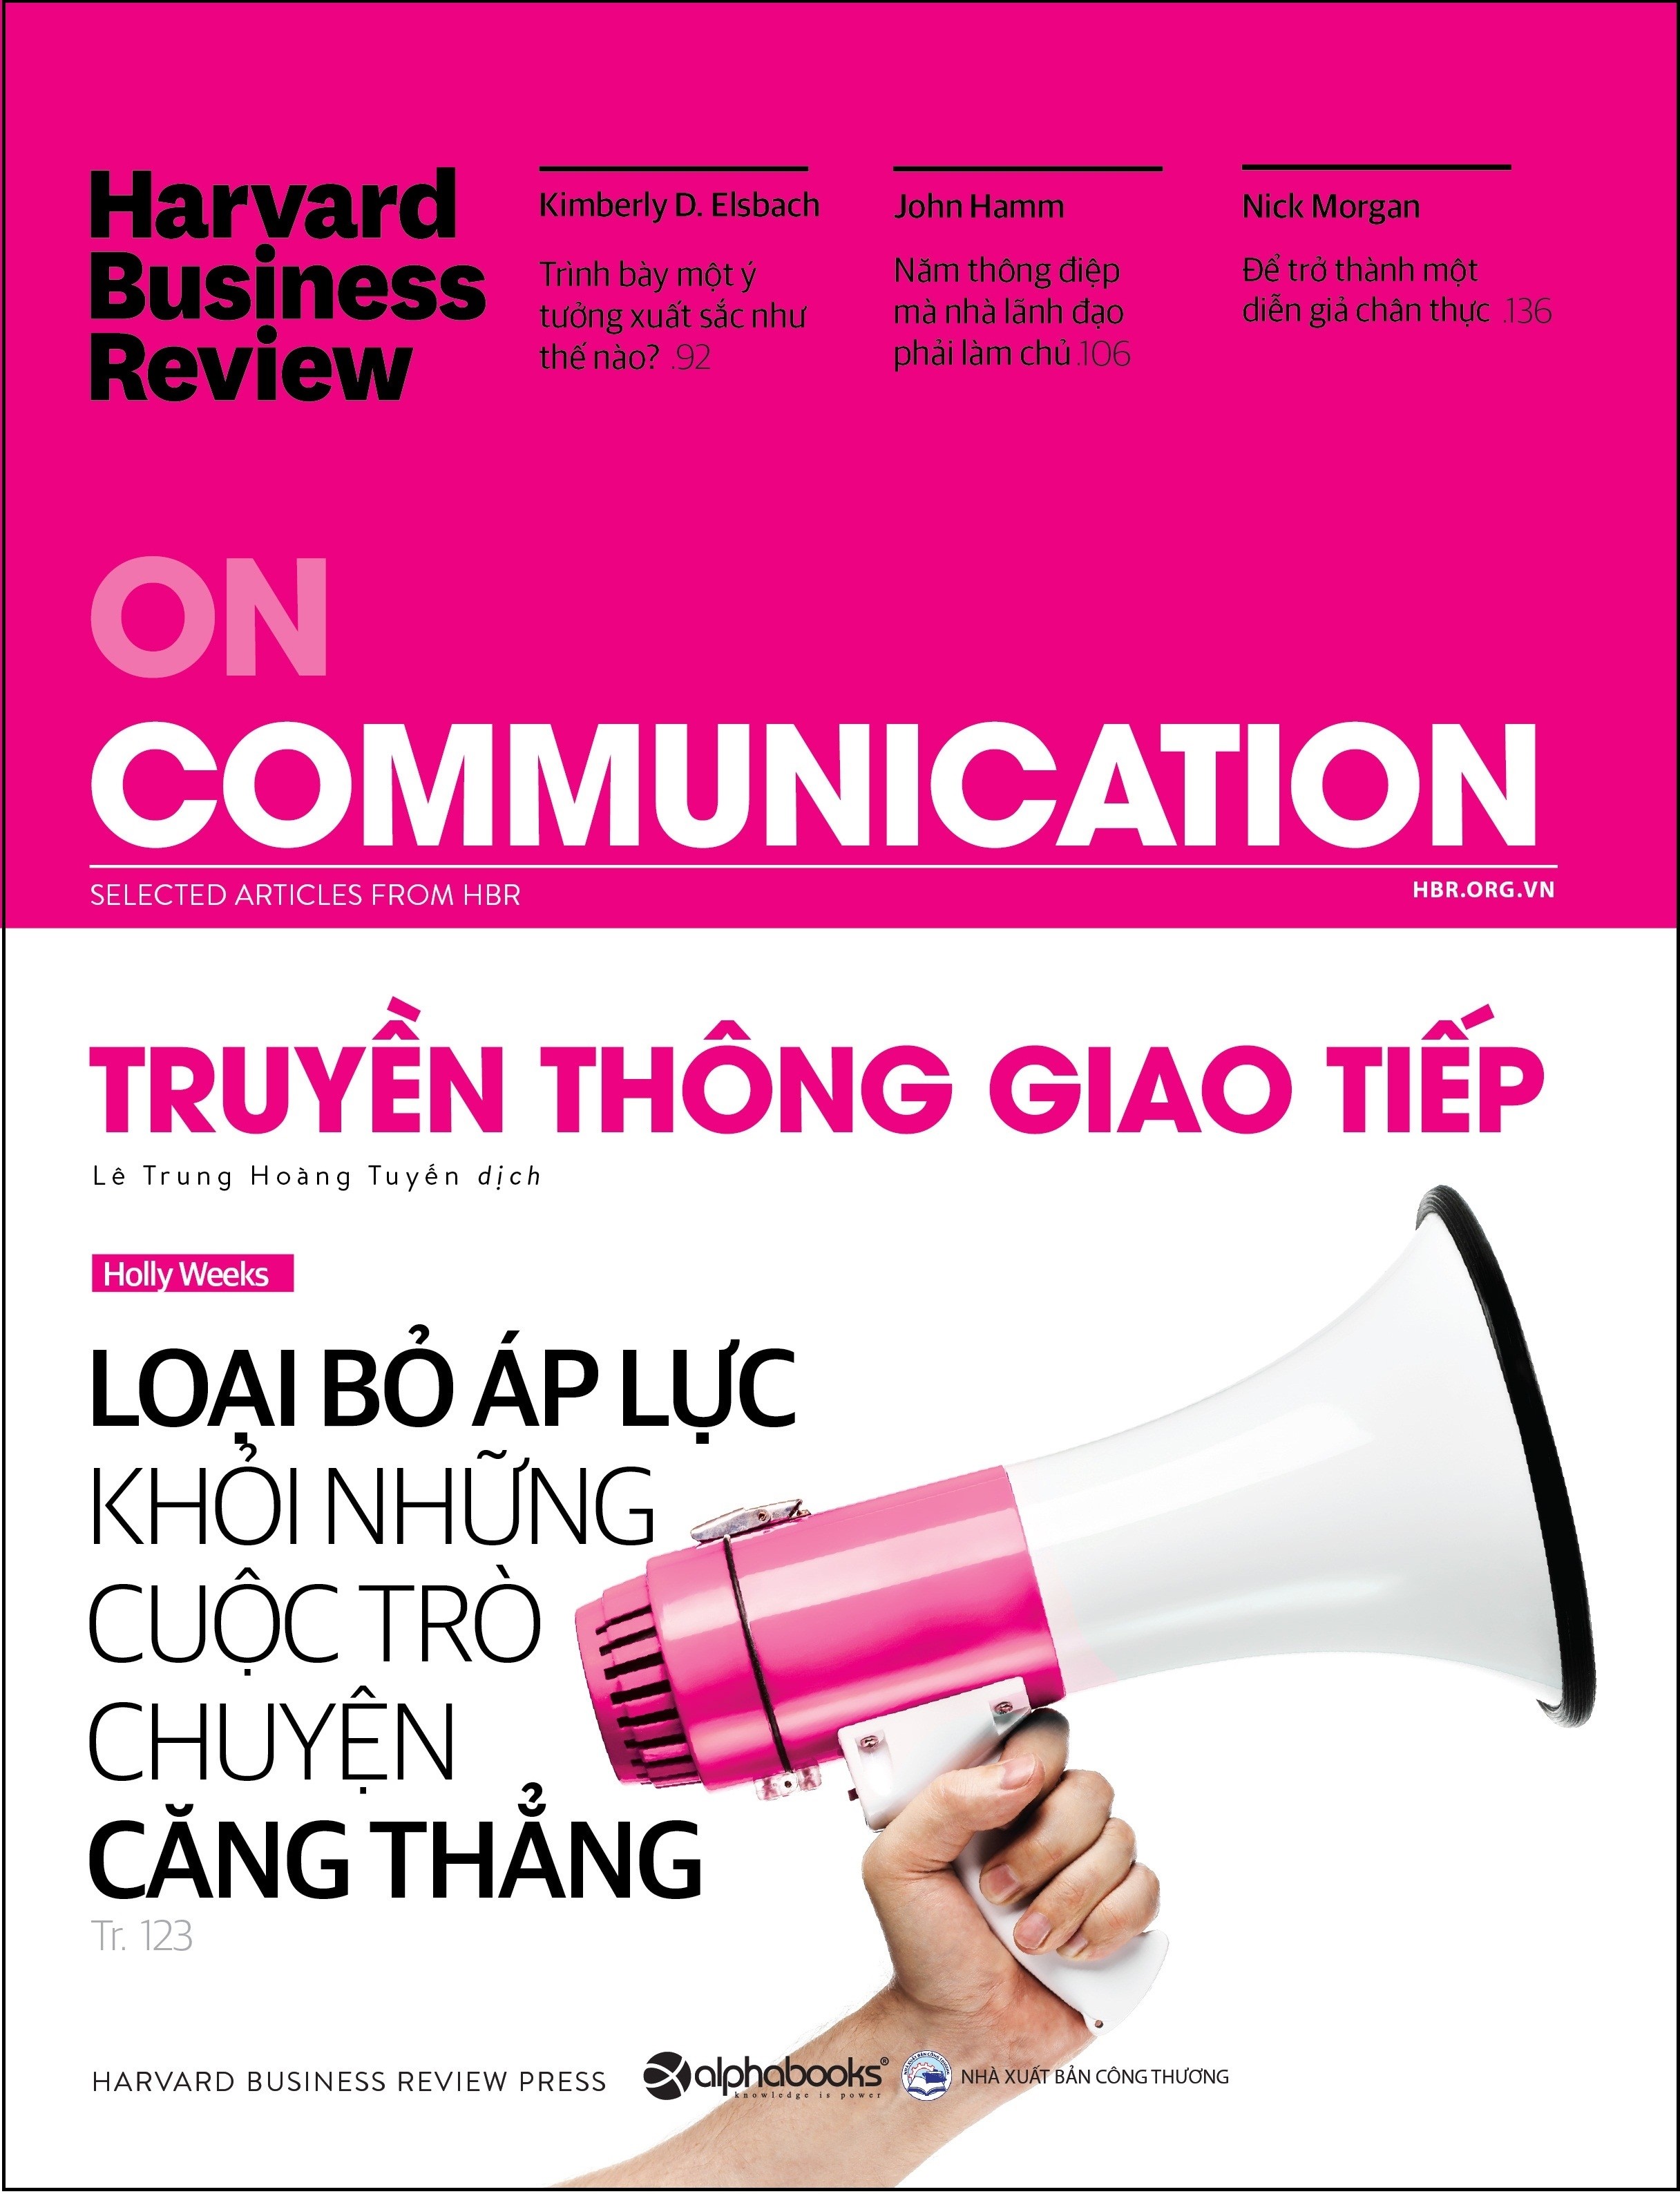 Harvard
Business
Review
Kimberly D. Elsbach
Trình bày một ý
tưởng xuất sắc như
thế nào? .92
John Hamm
Năm thông điệp
mà nhà lãnh đạo
phải làm chủ.106
Nick Morgan
Để trở thành một
diễn giả chân thực .136
ON
COMMUNICATION
SELECTED ARTICLES FROM HBR
HBR.ORG.VN
TRUYỀN THÔNG GIAO TIẾP
Lê Trung Hoàng Tuyến dịch
Holly Weeks
LOẠI BỎ ÁP LỰC
KHỎI NHỮNG
CUỘC TRÒ
CHUYỆN
CĂNG THẲNG
Tr. 123
HARVARD BUSINESS REVIEW PRESS
alphabooks®
knowledge is power
NHÀ XUẤT BẢN CÔNG THƯƠNG